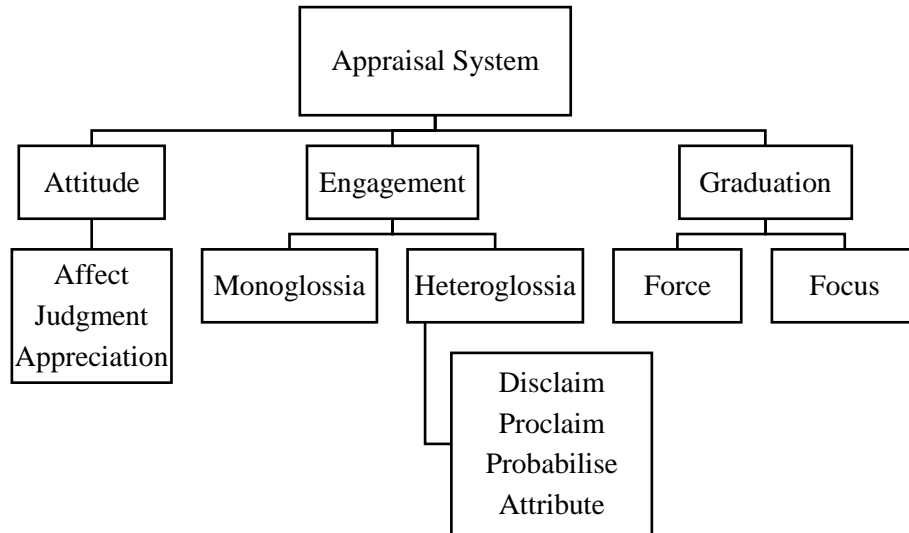 Appraisal System
Attitude
Engagement
Graduation
Affect
Judgment
Appreciation
Monoglossia
Heteroglossia
Force
Focus
Disclaim
Proclaim
Probabilise
Attribute